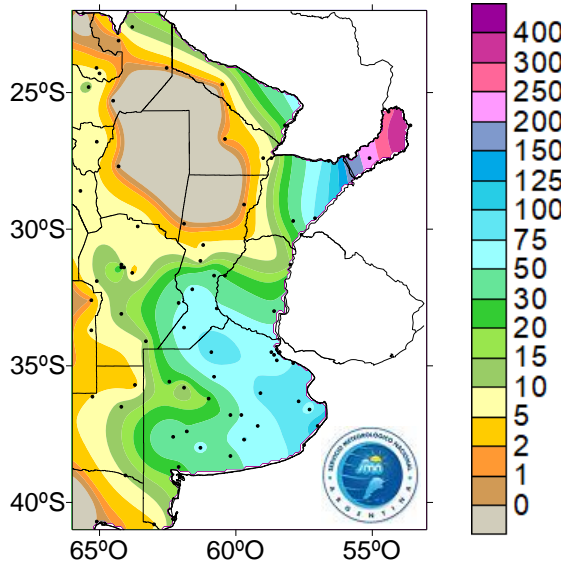 25ºS
30ºS
35ºS
40ºS
65ºO
60ºO
55ºO
400
300
250
200
150
125
100
75
50
30
20
15
10
5
2
1
0
SERVICIO METEOROLÓGICO NACIONAL
smn
ARGENTINA